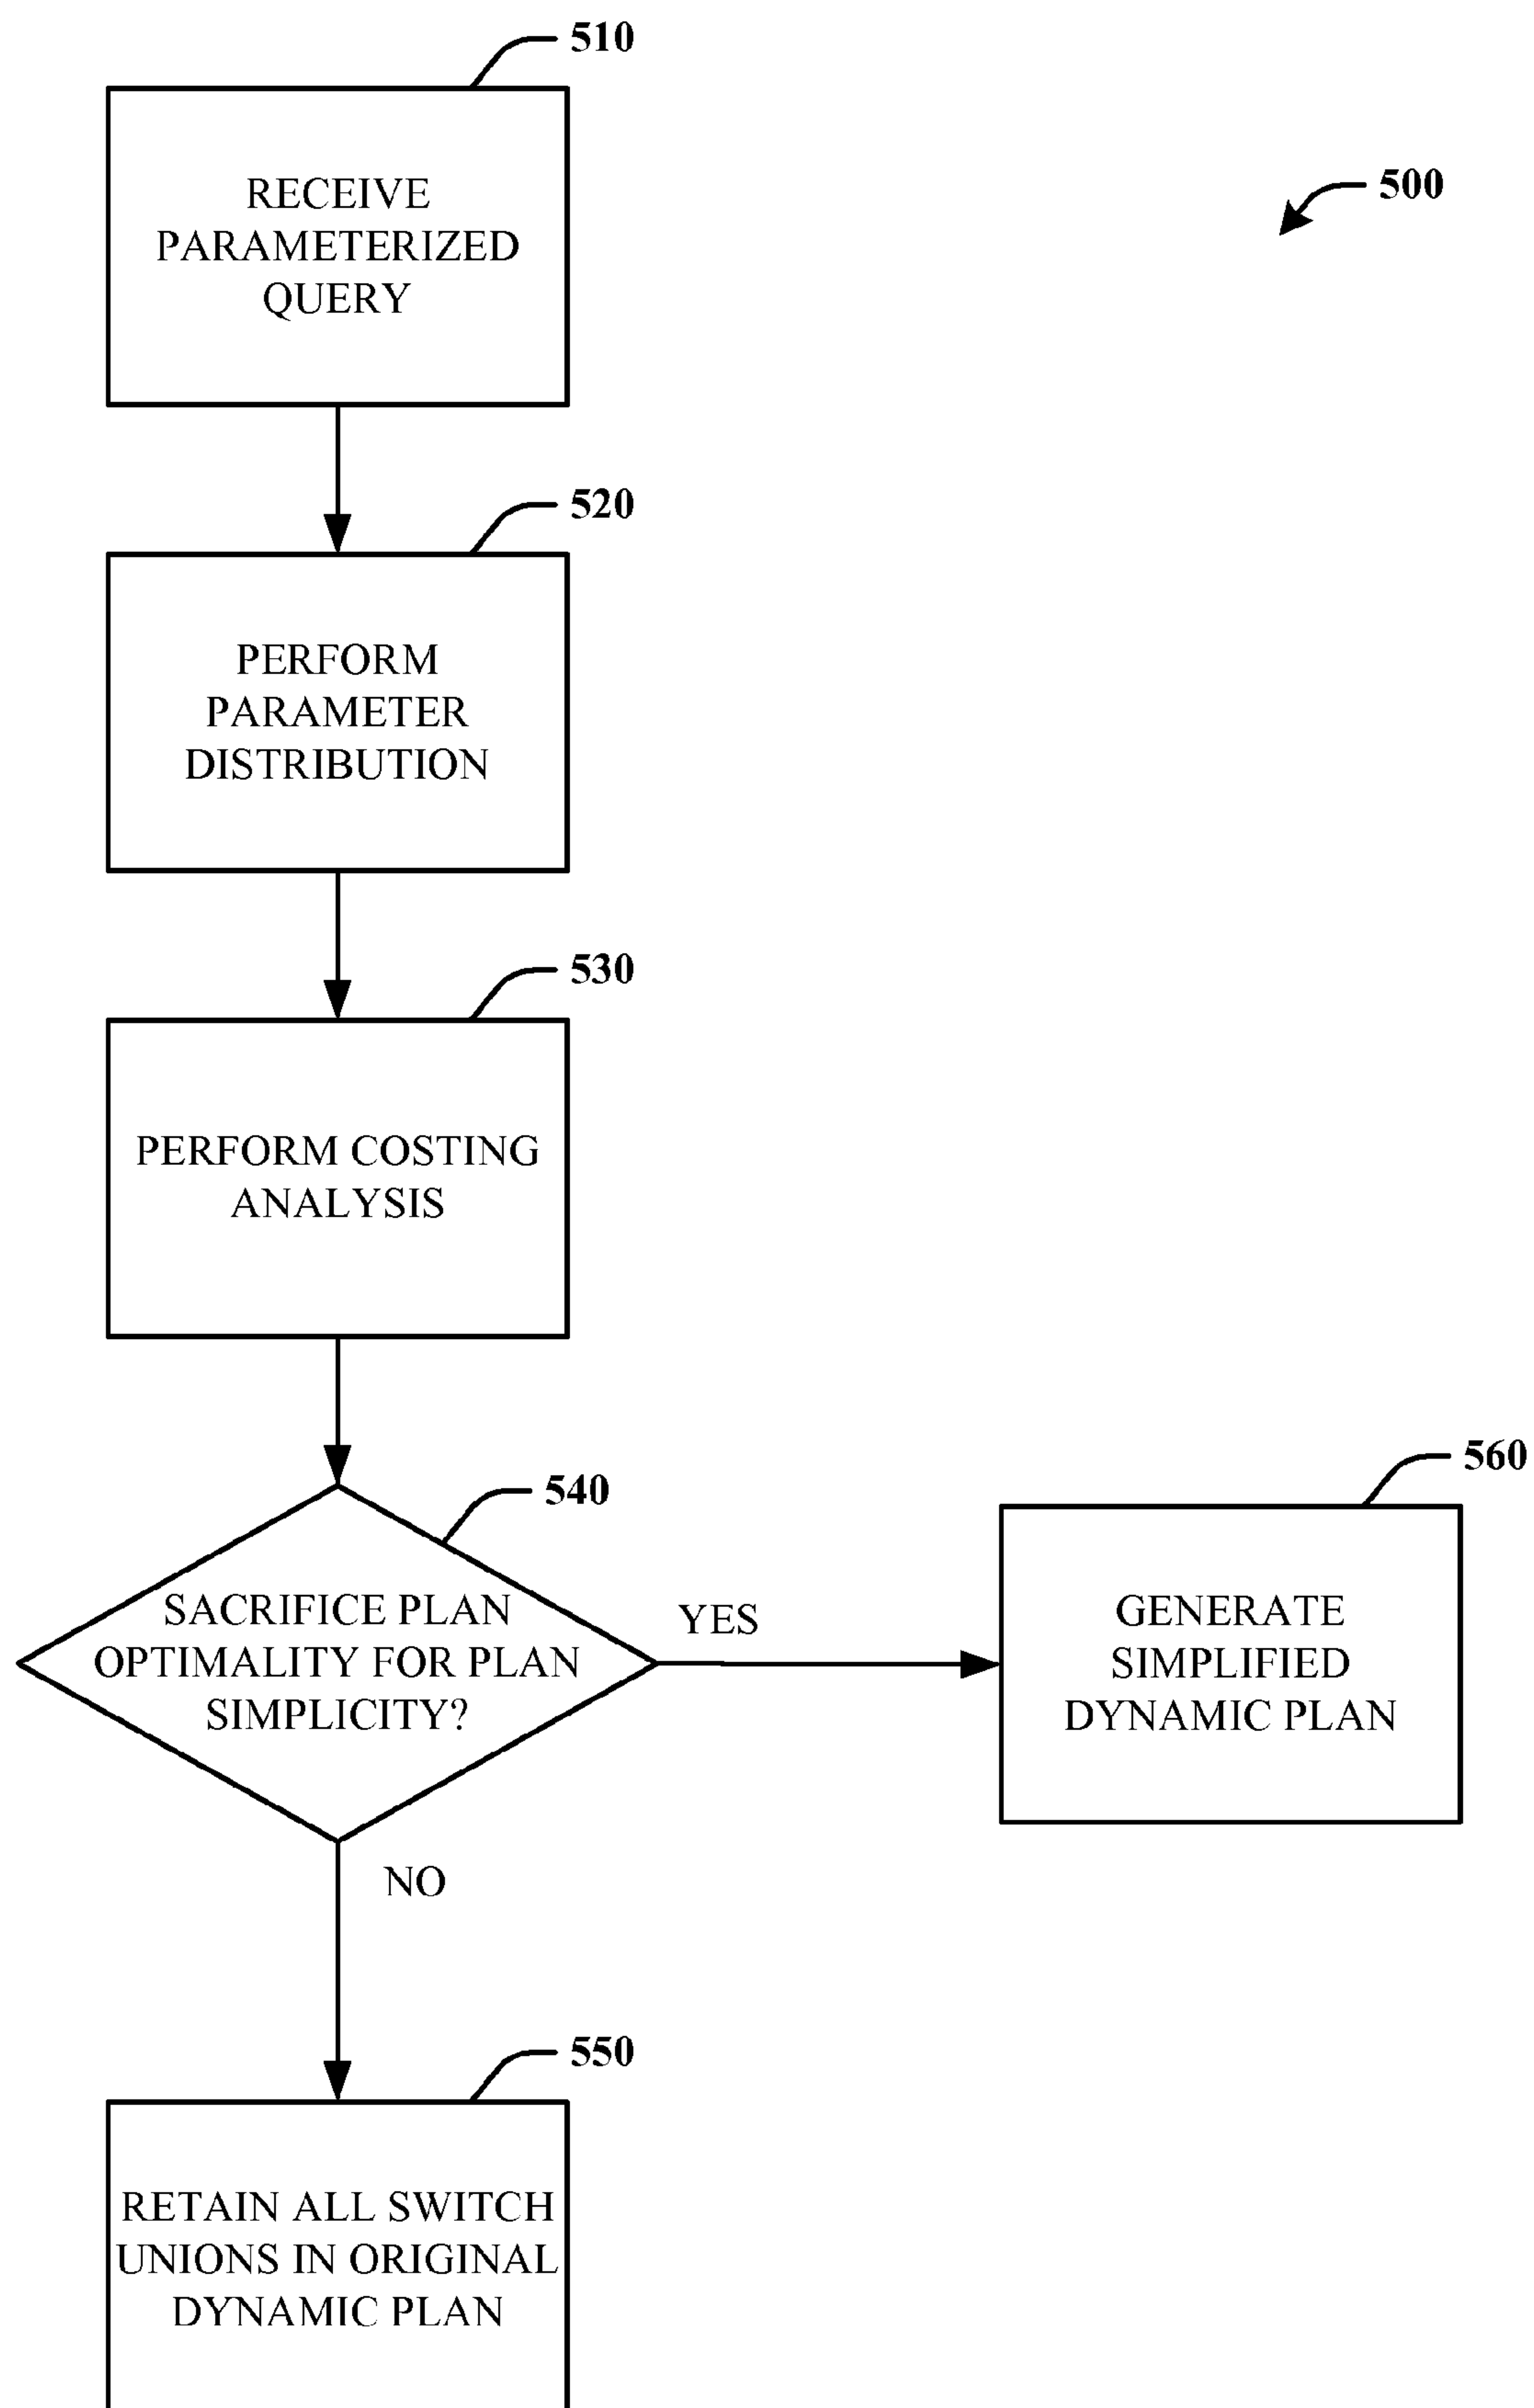 510
500
RECEIVE
PARAMETERIZED
QUERY
520
PERFORM
PARAMETER
DISTRIBUTION
530
PERFORM COSTING
ANALYSIS
540
560
SACRIFICE PLAN
OPTIMALITY FOR PLAN
SIMPLICITY?
YES
GENERATE
SIMPLIFIED
DYNAMIC PLAN
NO
550
RETAIN ALL SWITCH
UNIONS IN ORIGINAL
DYNAMIC PLAN